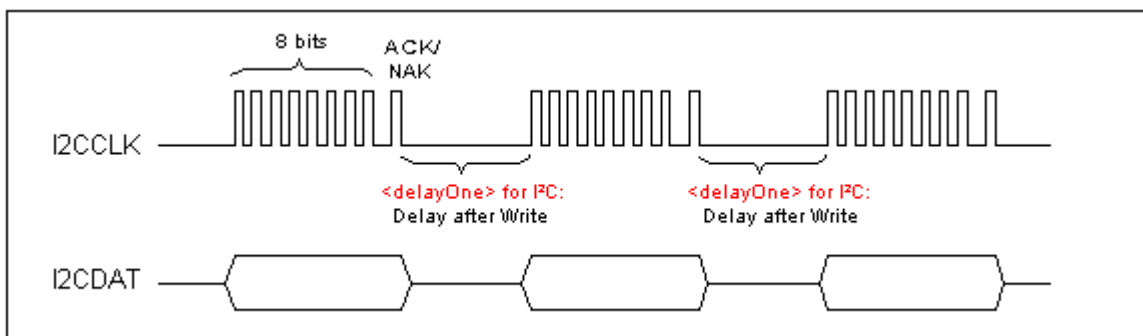 8 bits
ACK/
NAK
I2CCLK
<delayOne> for I²C:
Delay after Write
<delayOne> for I²C:
Delay after Write
I2CDAT